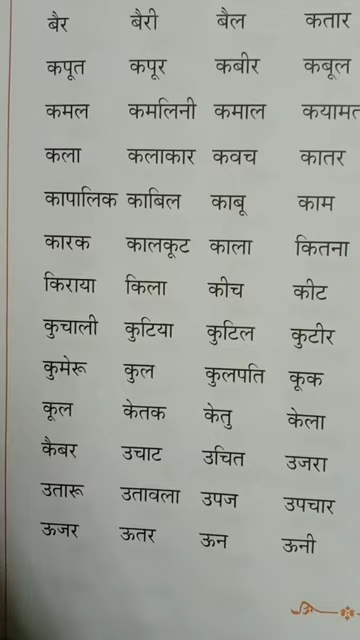 बैर बैरी बैल कतार
कपूत कपूर कबीर कबूल
कमल कमलिनी कमाल कयामत
कला कलाकार कवच कातर
कापालिक काबिल काबू काम
कारक कालकूट काला कितना
किराया किला कीच कीट
कुचाली कुटिया कुटिल कुटीर
कुमेरू कुल कुलपति कूक
कूल केतक केतु केला
कैबर उचाट उचित उजरा
उतारू उतावला उपज उपचार
ऊजर ऊतर ऊन ऊनी